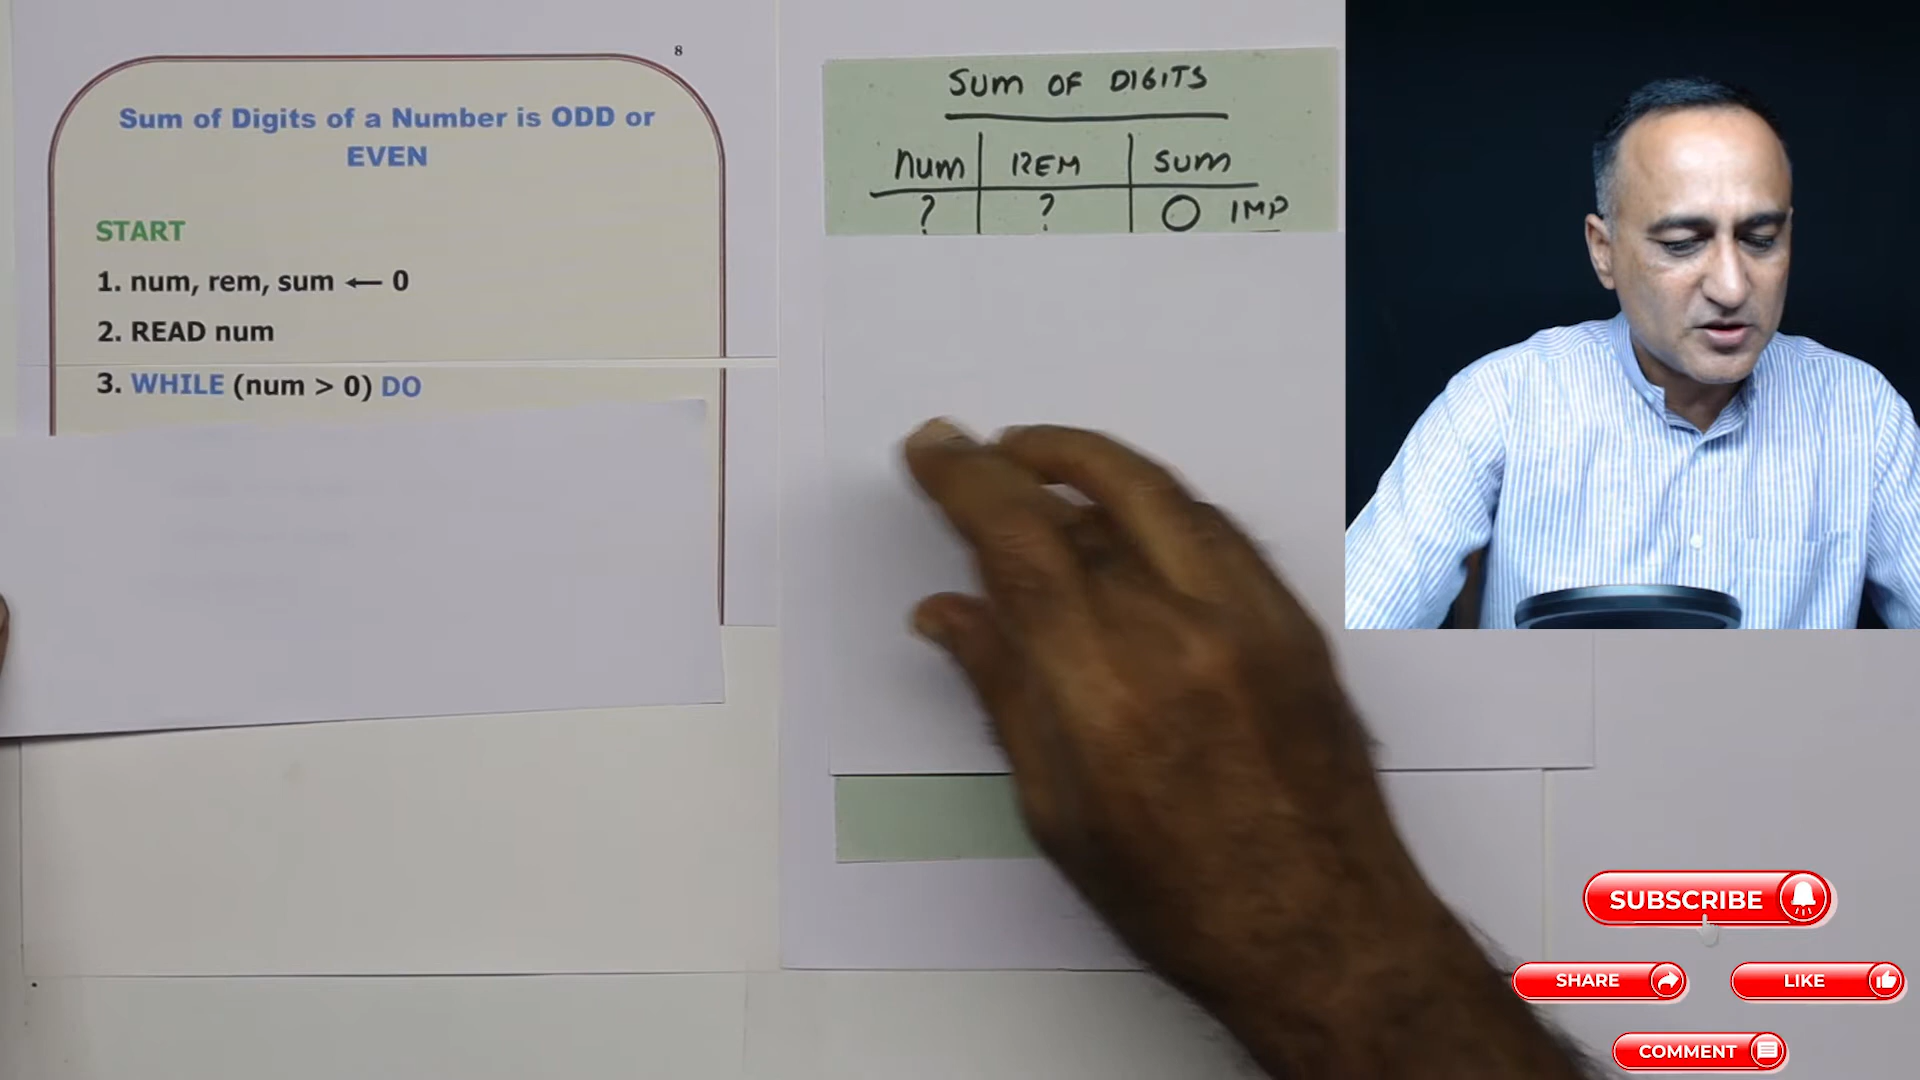 8
Sum of Digits of a Number is ODD or
EVEN
START
1. num, rem, sum ← 0
2. READ num
3. WHILE (num > 0) DO
SUM OF DIGITS
num REM SUM
? ? 0 IMP
SUBSCRIBE
SHARE
LIKE
COMMENT